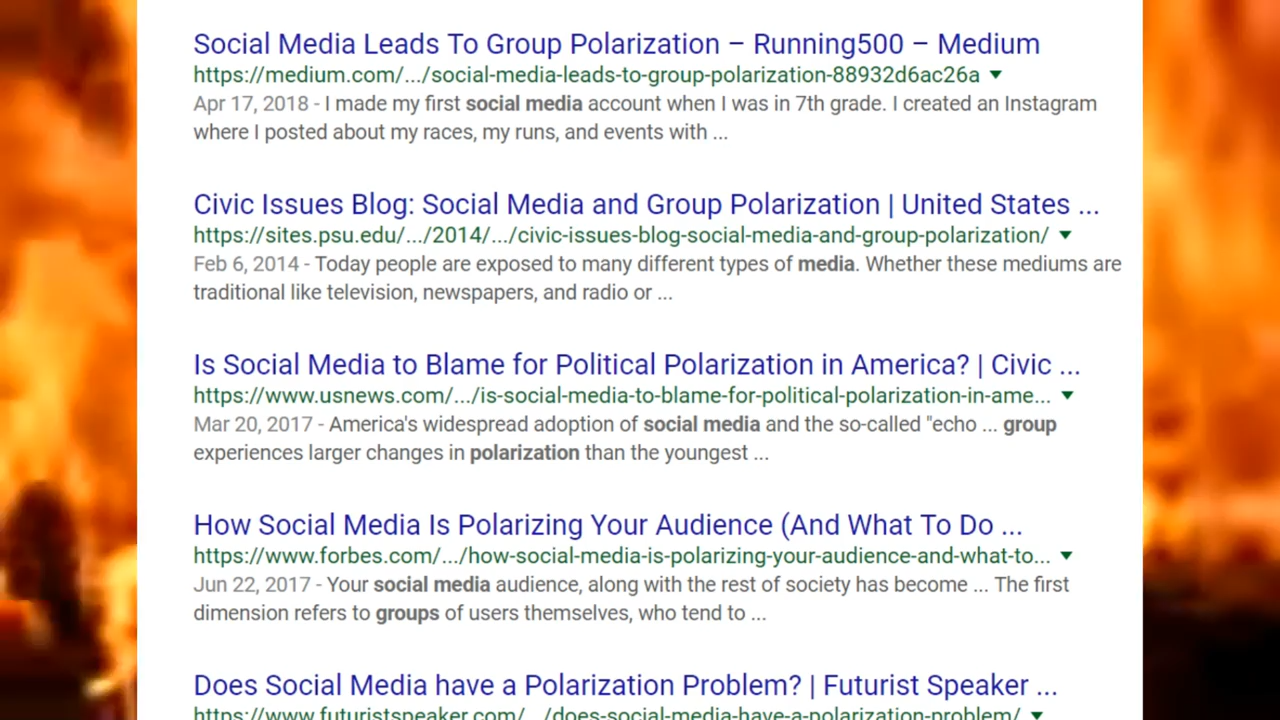 Social Media Leads To Group Polarization – Running500 – Medium
https://medium.com/.../social-media-leads-to-group-polarization-88932d6ac26a
Apr 17, 2018 - I made my first social media account when I was in 7th grade. I created an Instagram
where I posted about my races, my runs, and events with ...
Civic Issues Blog: Social Media and Group Polarization | United States ...
https://sites.psu.edu/.../2014/.../civic-issues-blog-social-media-and-group-polarization/
Feb 6, 2014 - Today people are exposed to many different types of media. Whether these mediums are
traditional like television, newspapers, and radio or ...
Is Social Media to Blame for Political Polarization in America? | Civic ...
https://www.usnews.com/.../is-social-media-to-blame-for-political-polarization-in-ame...
Mar 20, 2017 - America's widespread adoption of social media and the so-called "echo ... group
experiences larger changes in polarization than the youngest ...
How Social Media Is Polarizing Your Audience (And What To Do ...
https://www.forbes.com/.../how-social-media-is-polarizing-your-audience-and-what-to...
Jun 22, 2017 - Your social media audience, along with the rest of society has become ... The first
dimension refers to groups of users themselves, who tend to ...
Does Social Media have a Polarization Problem? | Futurist Speaker ...
https://www.futuristspeaker.com/.../does-social-media-have-a-polarization-problem/